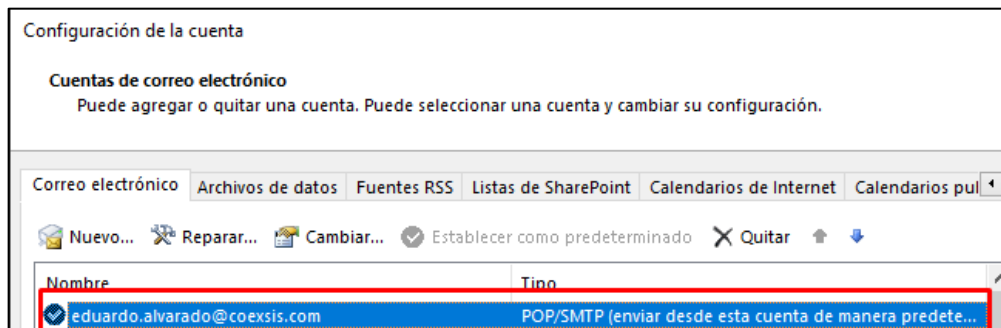 Configuración de la cuenta
Cuentas de correo electrónico
Puede agregar o quitar una cuenta. Puede seleccionar una cuenta y cambiar su configuración.
Correo electrónico Archivos de datos Fuentes RSS Listas de SharePoint Calendarios de Internet Calendarios pul
Nuevo... Reparar... Cambiar... Establecer como predeterminado Quitar
Nombre Tipo
eduardo.alvarado@coexsis.com POP/SMTP (enviar desde esta cuenta de manera predete...